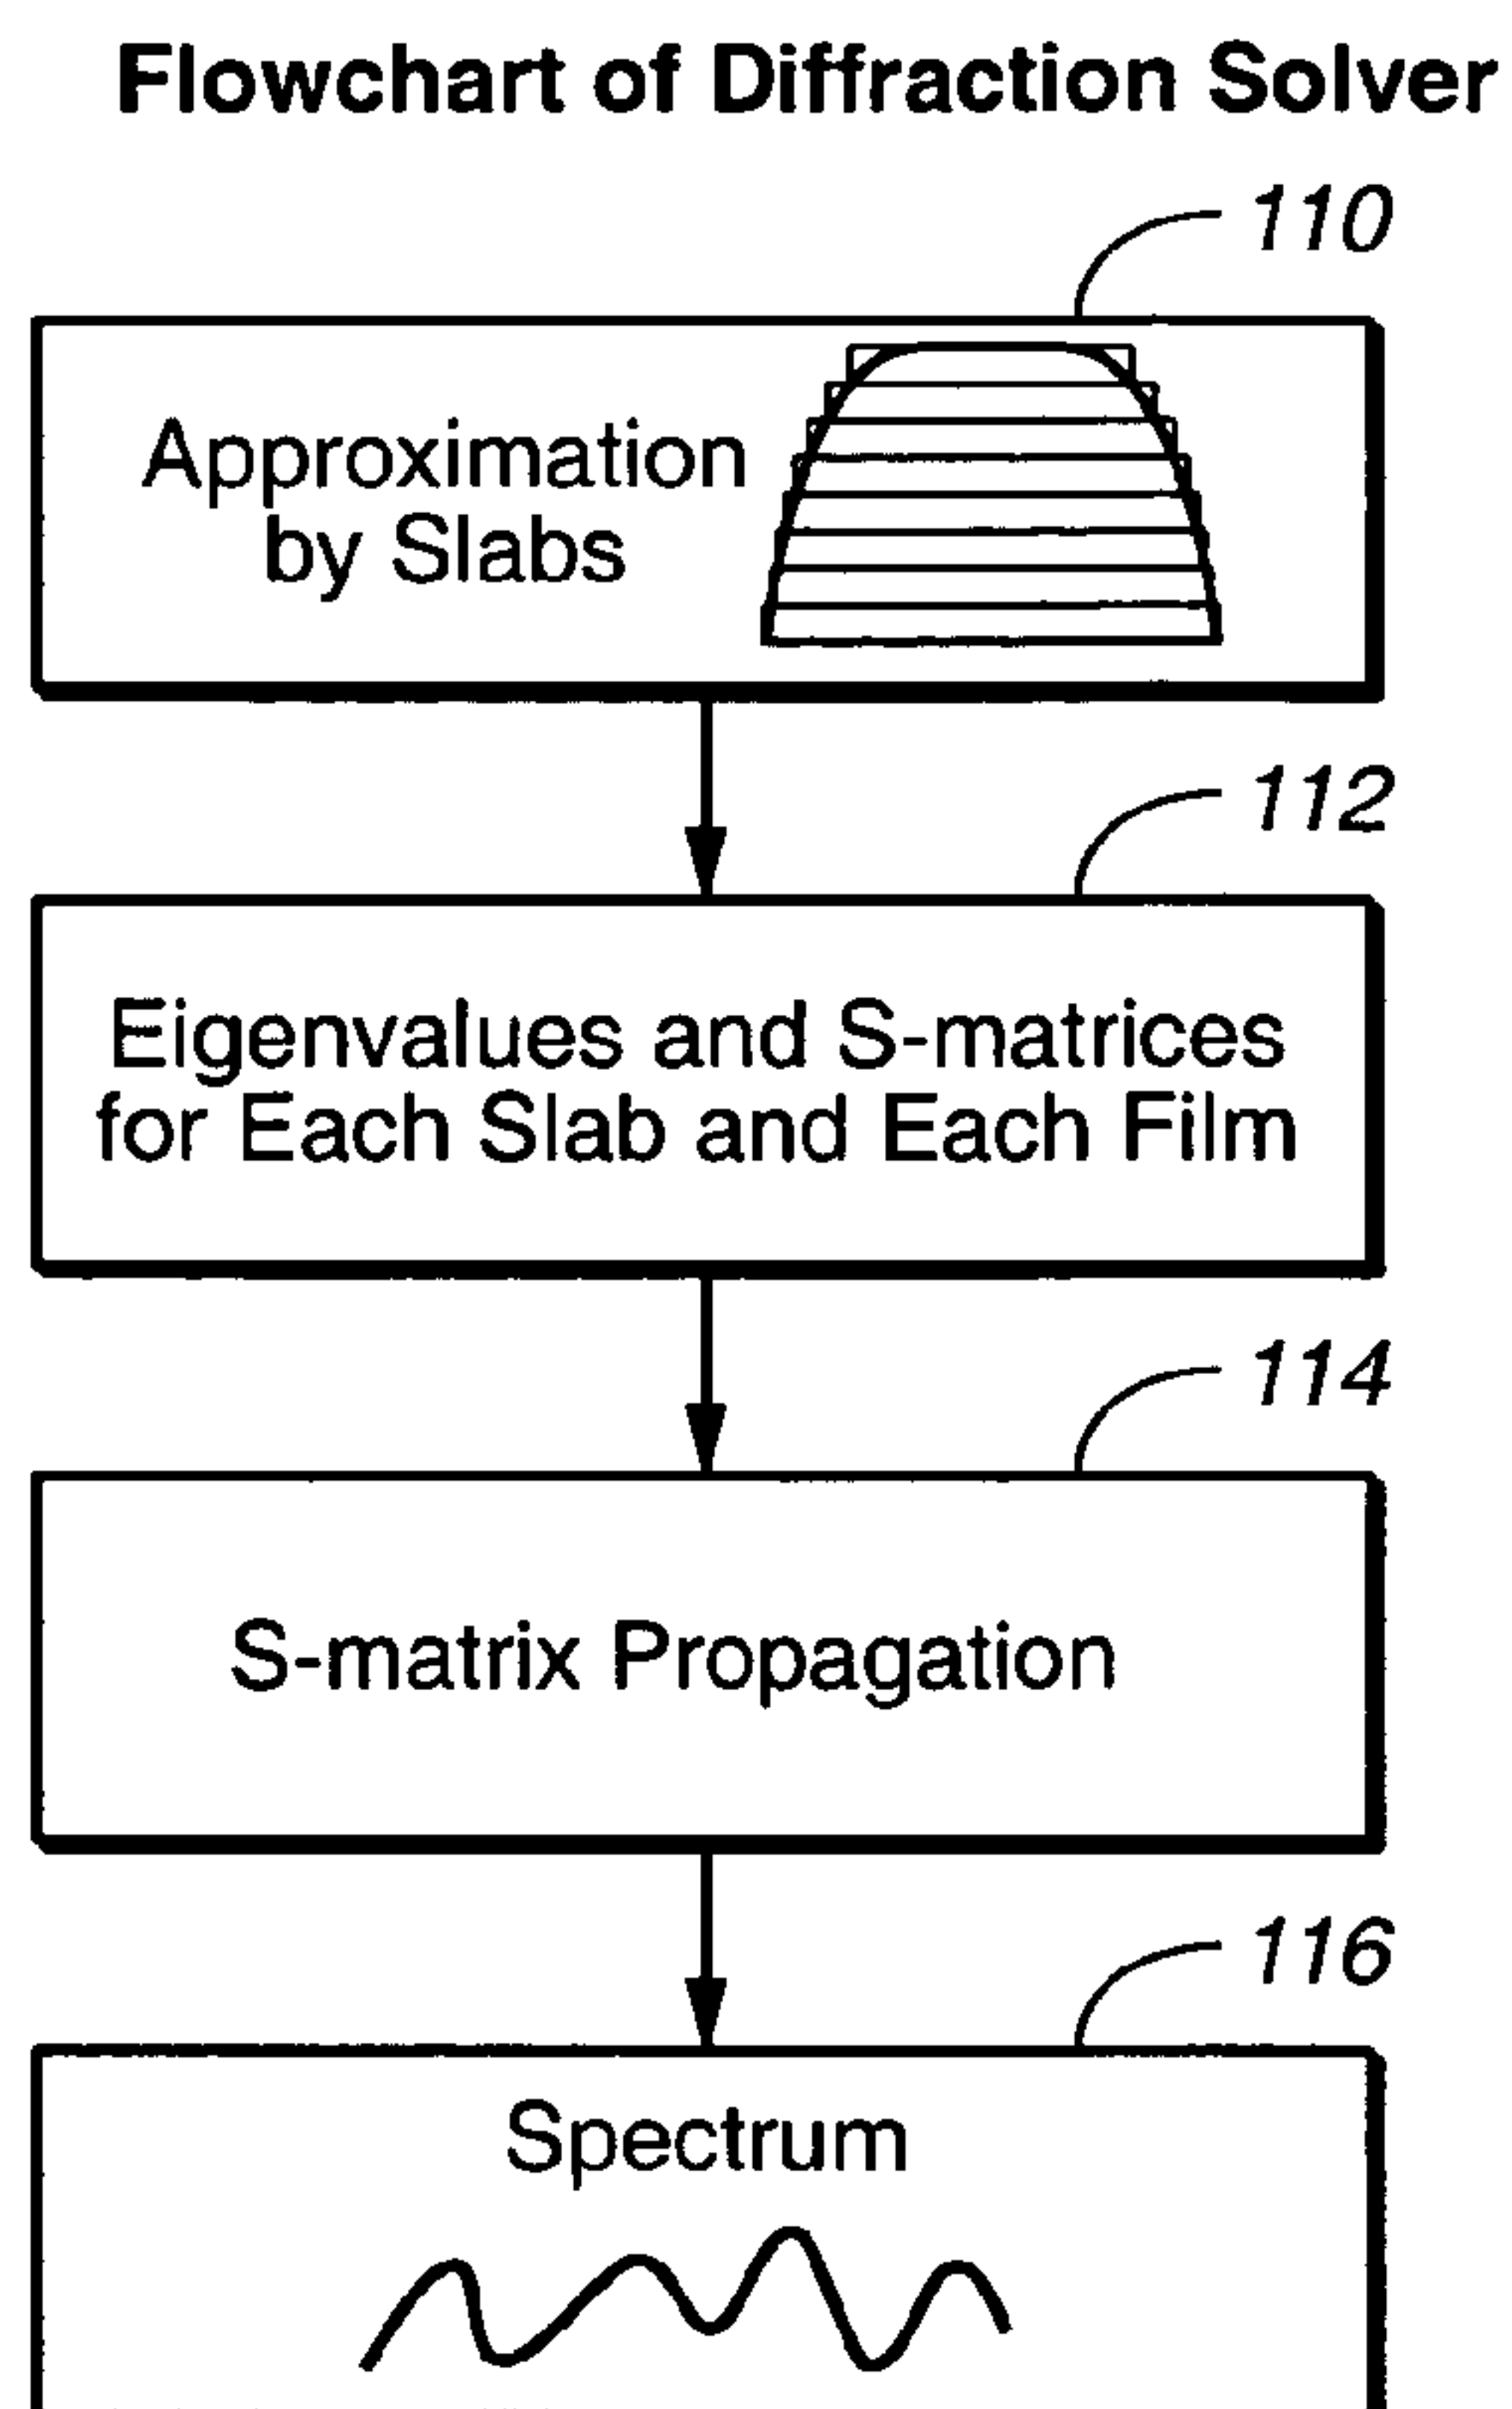 Flowchart of Diffraction Solver
110
Approximation
by Slabs
112
Eigenvalues and S-matrices
for Each Slab and Each Film
114
S-matrix Propagation
116
Spectrum